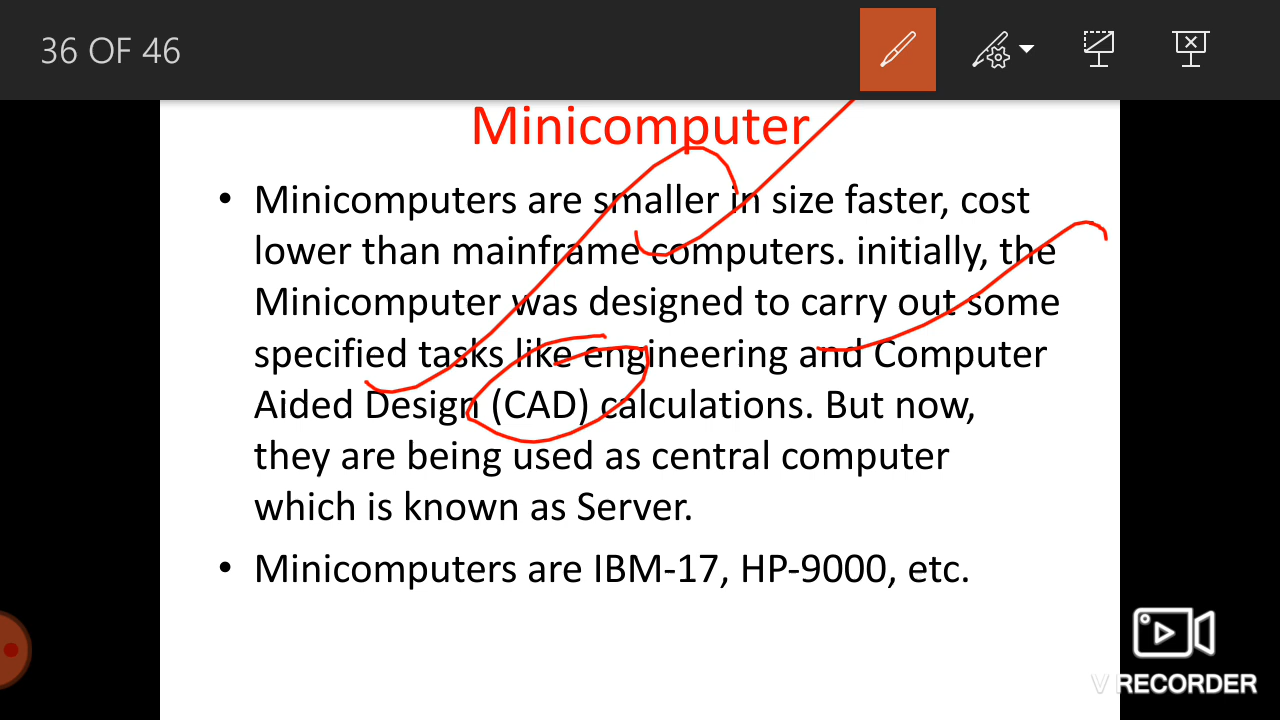 36 OF 46
Minicomputer
• Minicomputers are smaller in size faster, cost
lower than mainframe computers. initially, the
Minicomputer was designed to carry out some
specified tasks like engineering and Computer
Aided Design (CAD) calculations. But now,
they are being used as central computer
which is known as Server.
• Minicomputers are IBM-17, HP-9000, etc.
V RECORDER